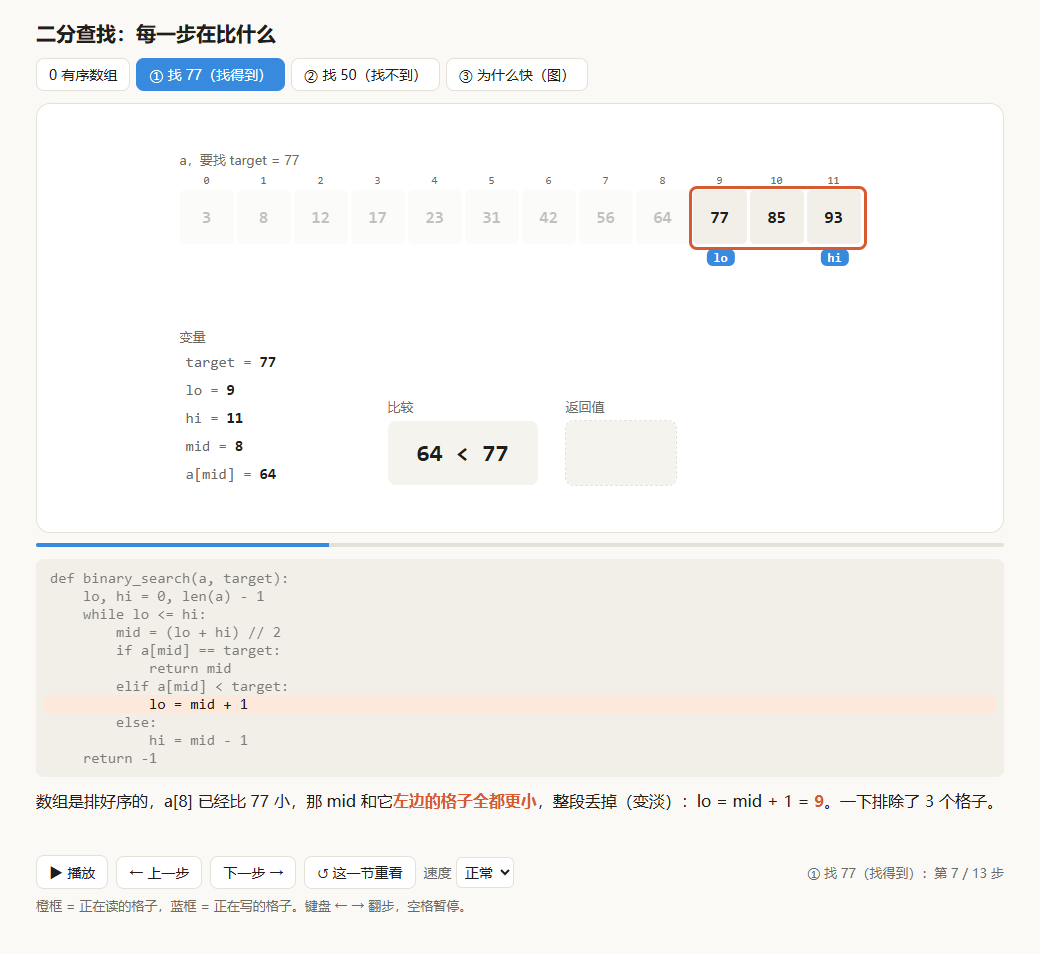 二分查找：每一步在比什么
0 有序数组 ① 找 77（找得到） ② 找 50（找不到） ③ 为什么快（图）
a，要找 target = 77
0 1 2 3 4 5 6 7 8 9 10 11
3 8 12 17 23 31 42 56 64 77 85 93
lo hi
变量
target = 77
lo = 9
hi = 11
mid = 8
a[mid] = 64
比较
64 < 77
返回值
def binary_search(a, target):
    lo, hi = 0, len(a) - 1
    while lo <= hi:
        mid = (lo + hi) // 2
        if a[mid] == target:
            return mid
        elif a[mid] < target:
            lo = mid + 1
        else:
            hi = mid - 1
    return -1
数组是排好序的，a[8] 已经比 77 小，那 mid 和它左边的格子全都更小，整段丢掉（变淡）：lo = mid + 1 = 9。一下排除了 3 个格子。
▶ 播放 ← 上一步 下一步 → ↺ 这一节重看 速度 正常 ① 找 77（找得到）：第 7 / 13 步
橙框 = 正在读的格子，蓝框 = 正在写的格子。键盘 ← → 翻步，空格暂停。